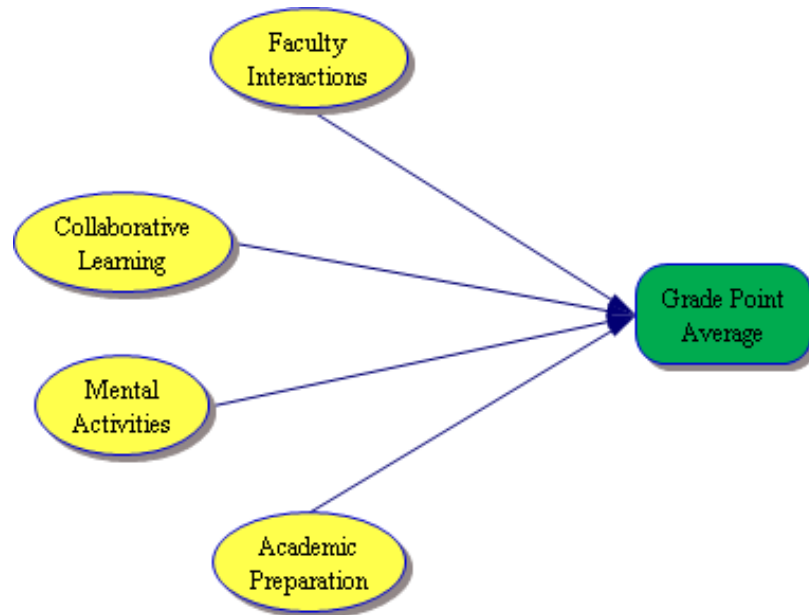 Faculty
Interactions
Collaborative
Learning
Grade Point
Average
Mental
Activities
Academic
Preparation